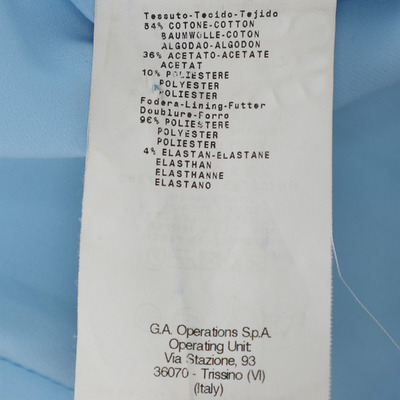 Tessuto-Tecido-Tejido
54% COTONE-COTTON
BAUMWOLLE-COTON
ALGODAO-ALGODON
36% ACETATO-ACETATE
ACETAT
10% POLIESTERE
POLYESTER
POLIESTER
Fodera-Lining-Futter
Doublure-Forro
96% POLIESTERE
POLYESTER
POLIESTER
4% ELASTAN-ELASTANE
ELASTHAN
ELASTHANNE
ELASTANO
G.A. Operations S.p.A.
Operating Unit:
Via Stazione, 93
36070 - Trissino (VI)
(Italy)